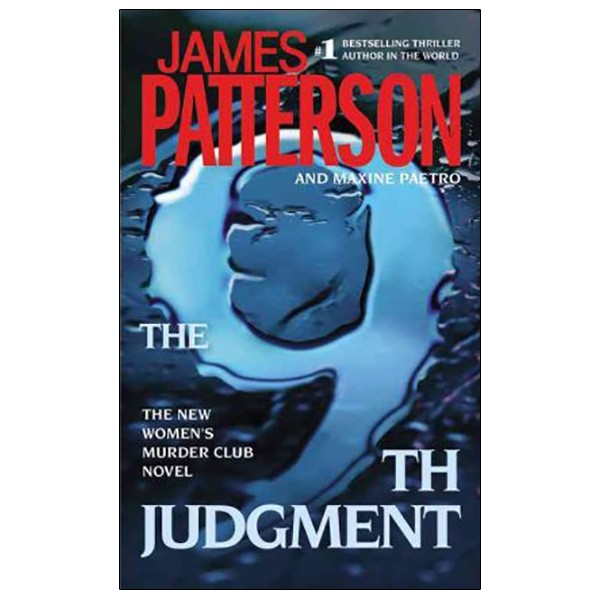 JAMES
#1 BESTSELLING THRILLER
AUTHOR IN THE WORLD
PATTERSON
AND MAXINE PAETRO
THE 9
TH
THE NEW
WOMEN'S
MURDER CLUB
NOVEL
JUDGMENT